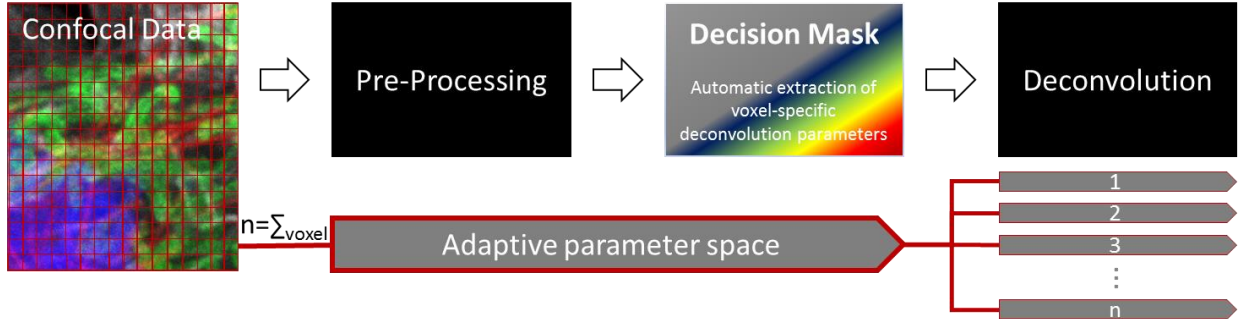 Confocal Data
Pre-Processing
Decision Mask
Automatic extraction of
voxel-specific
deconvolution parameters
Deconvolution
n=∑voxel
Adaptive parameter space
1
2
3
⋮
n